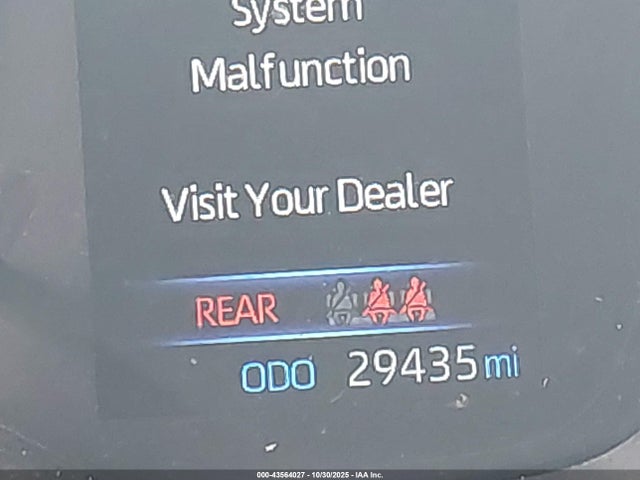 System
Malfunction
Visit Your Dealer
REAR
ODO 29435 mi
000-43564027 - 10/30/2025 - IAA Inc.